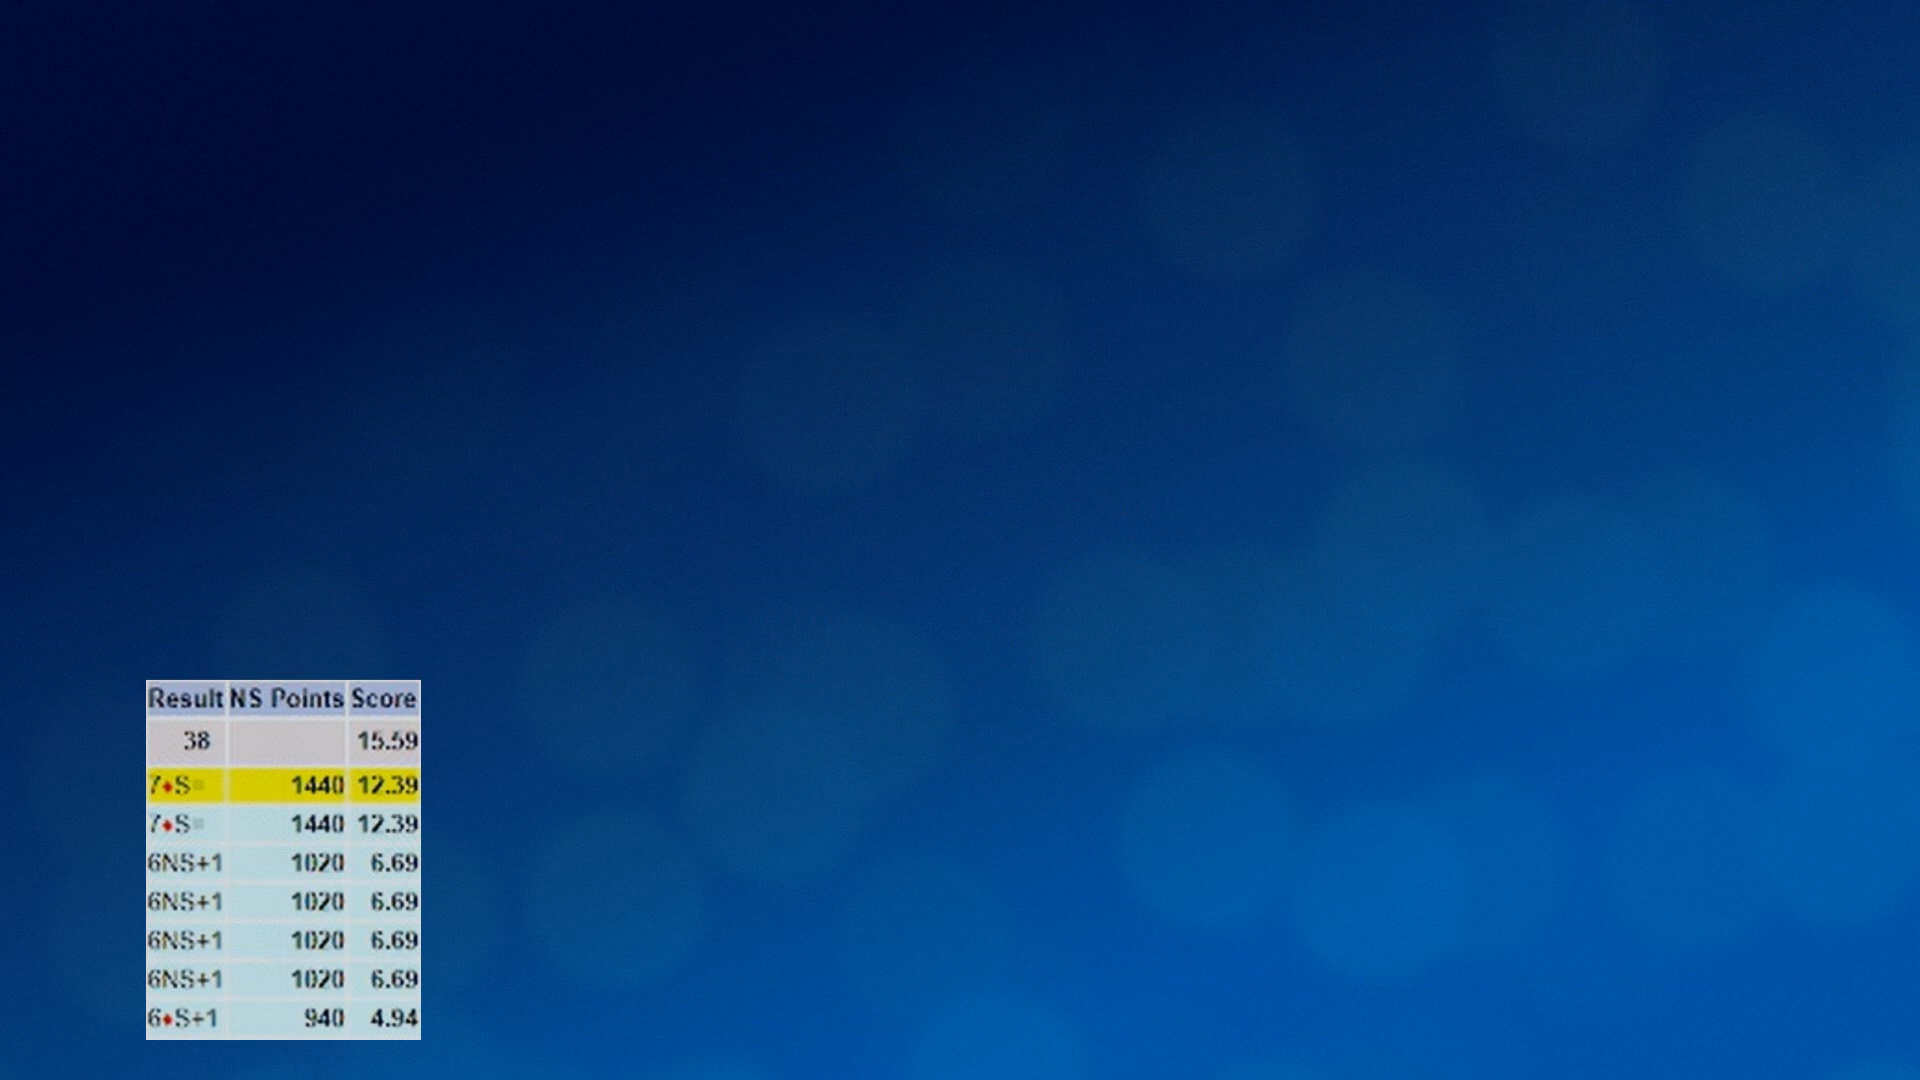 Result NS Points Score
38 15.59
7♦S= 1440 12.39
7♦S= 1440 12.39
6NS+1 1020 6.69
6NS+1 1020 6.69
6NS+1 1020 6.69
6NS+1 1020 6.69
6♦S+1 940 4.94